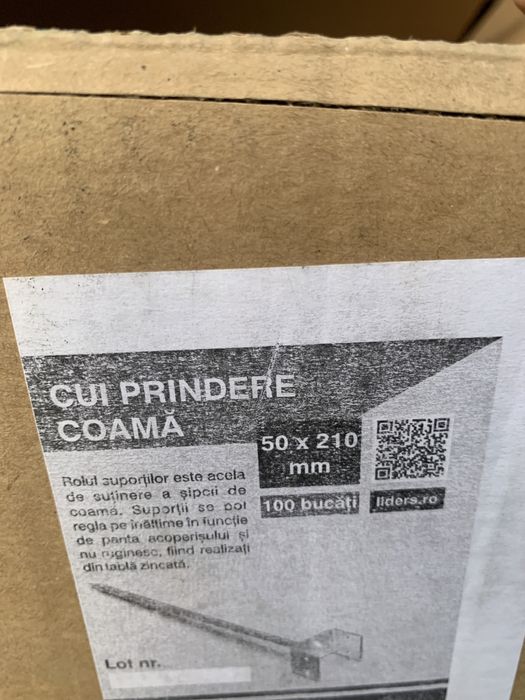 CUI PRINDERE
COAMĂ
50 x 210
mm
100 bucați
liders.ro
Rolul suporților este acela
de suținere a șipcii de
coamă. Suporții se pot
regla pe înălțime în funcție
de panta acoperișului și
nu ruginesc, fiind realizați
din tablă zincată.
Lot nr.